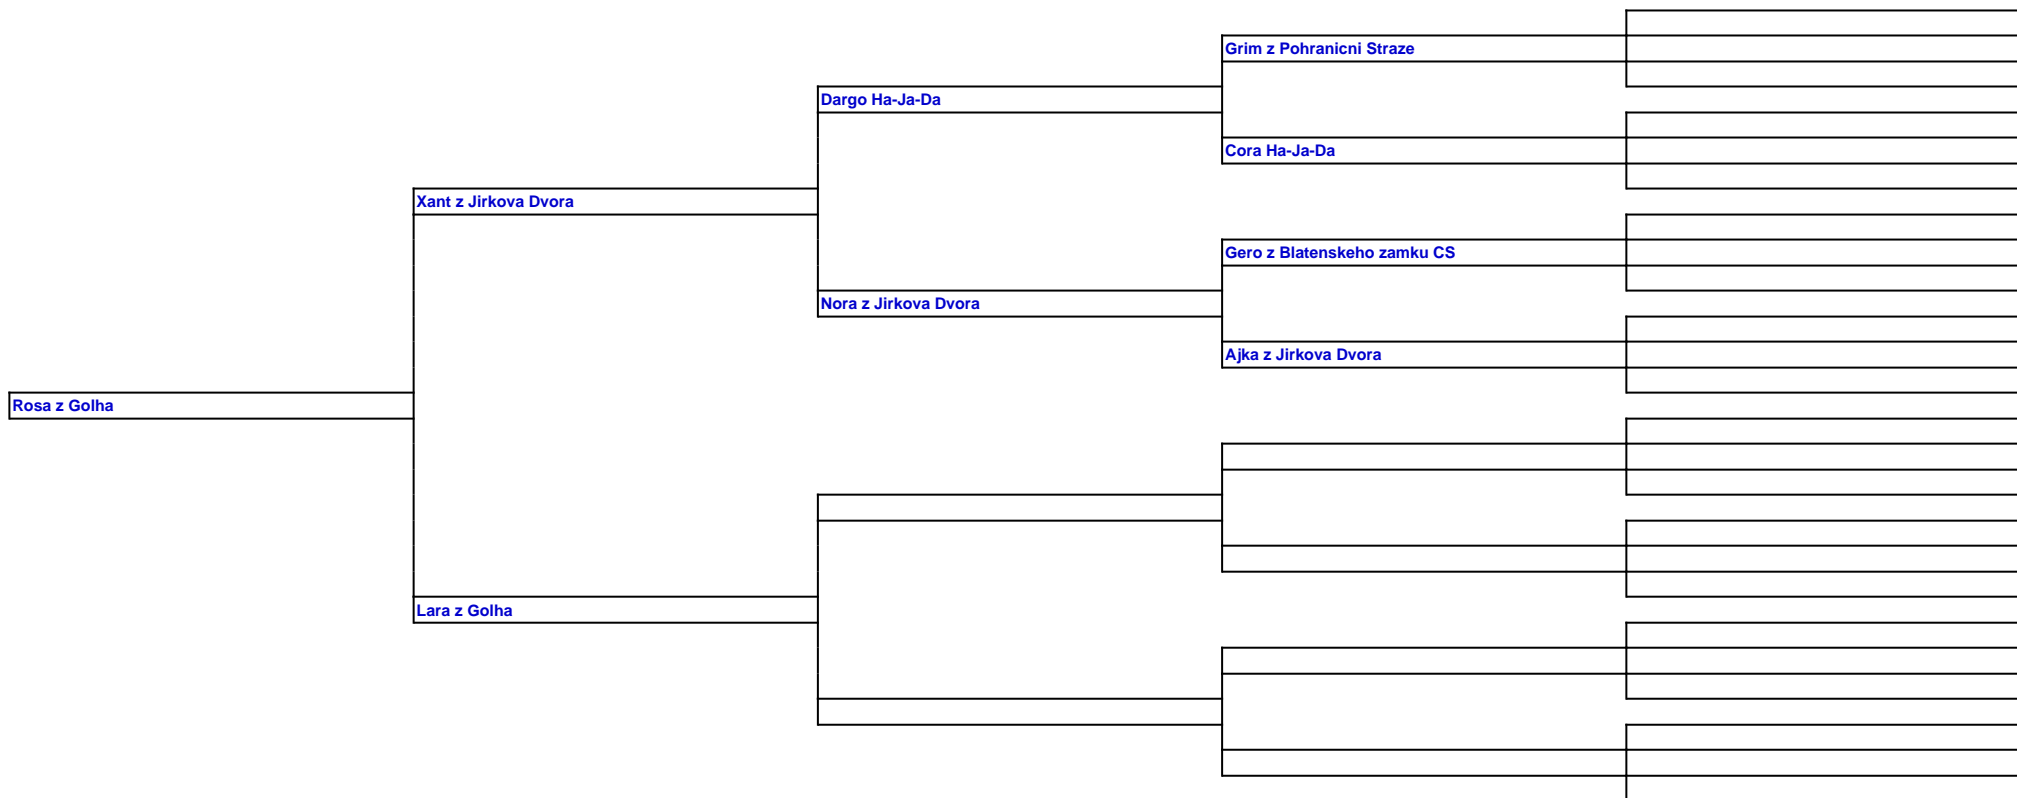 Grim z Pohranicni Straze
Dargo Ha-Ja-Da
Cora Ha-Ja-Da
Xant z Jirkova Dvora
Gero z Blatenskeho zamku CS
Nora z Jirkova Dvora
Ajka z Jirkova Dvora
Rosa z Golha
Lara z Golha